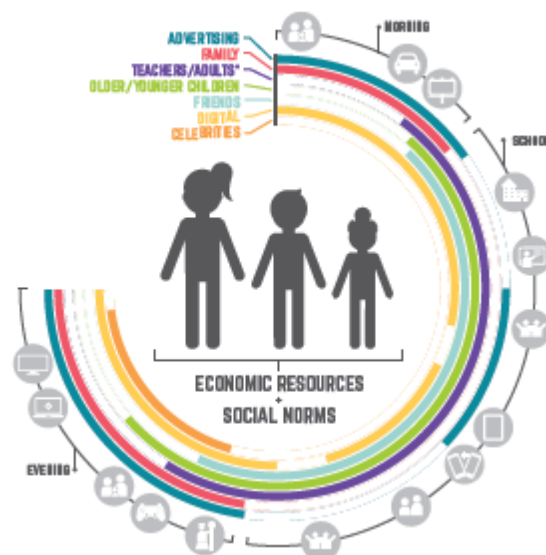 ADVERTISING
FAMILY
TEACHERS/ADULTS*
OLDER/YOUNGER CHILDREN
FRIENDS
DIGITAL
CELEBRITIES
MORNING
SCHOOL
ECONOMIC RESOURCES
+
SOCIAL NORMS
EVENING